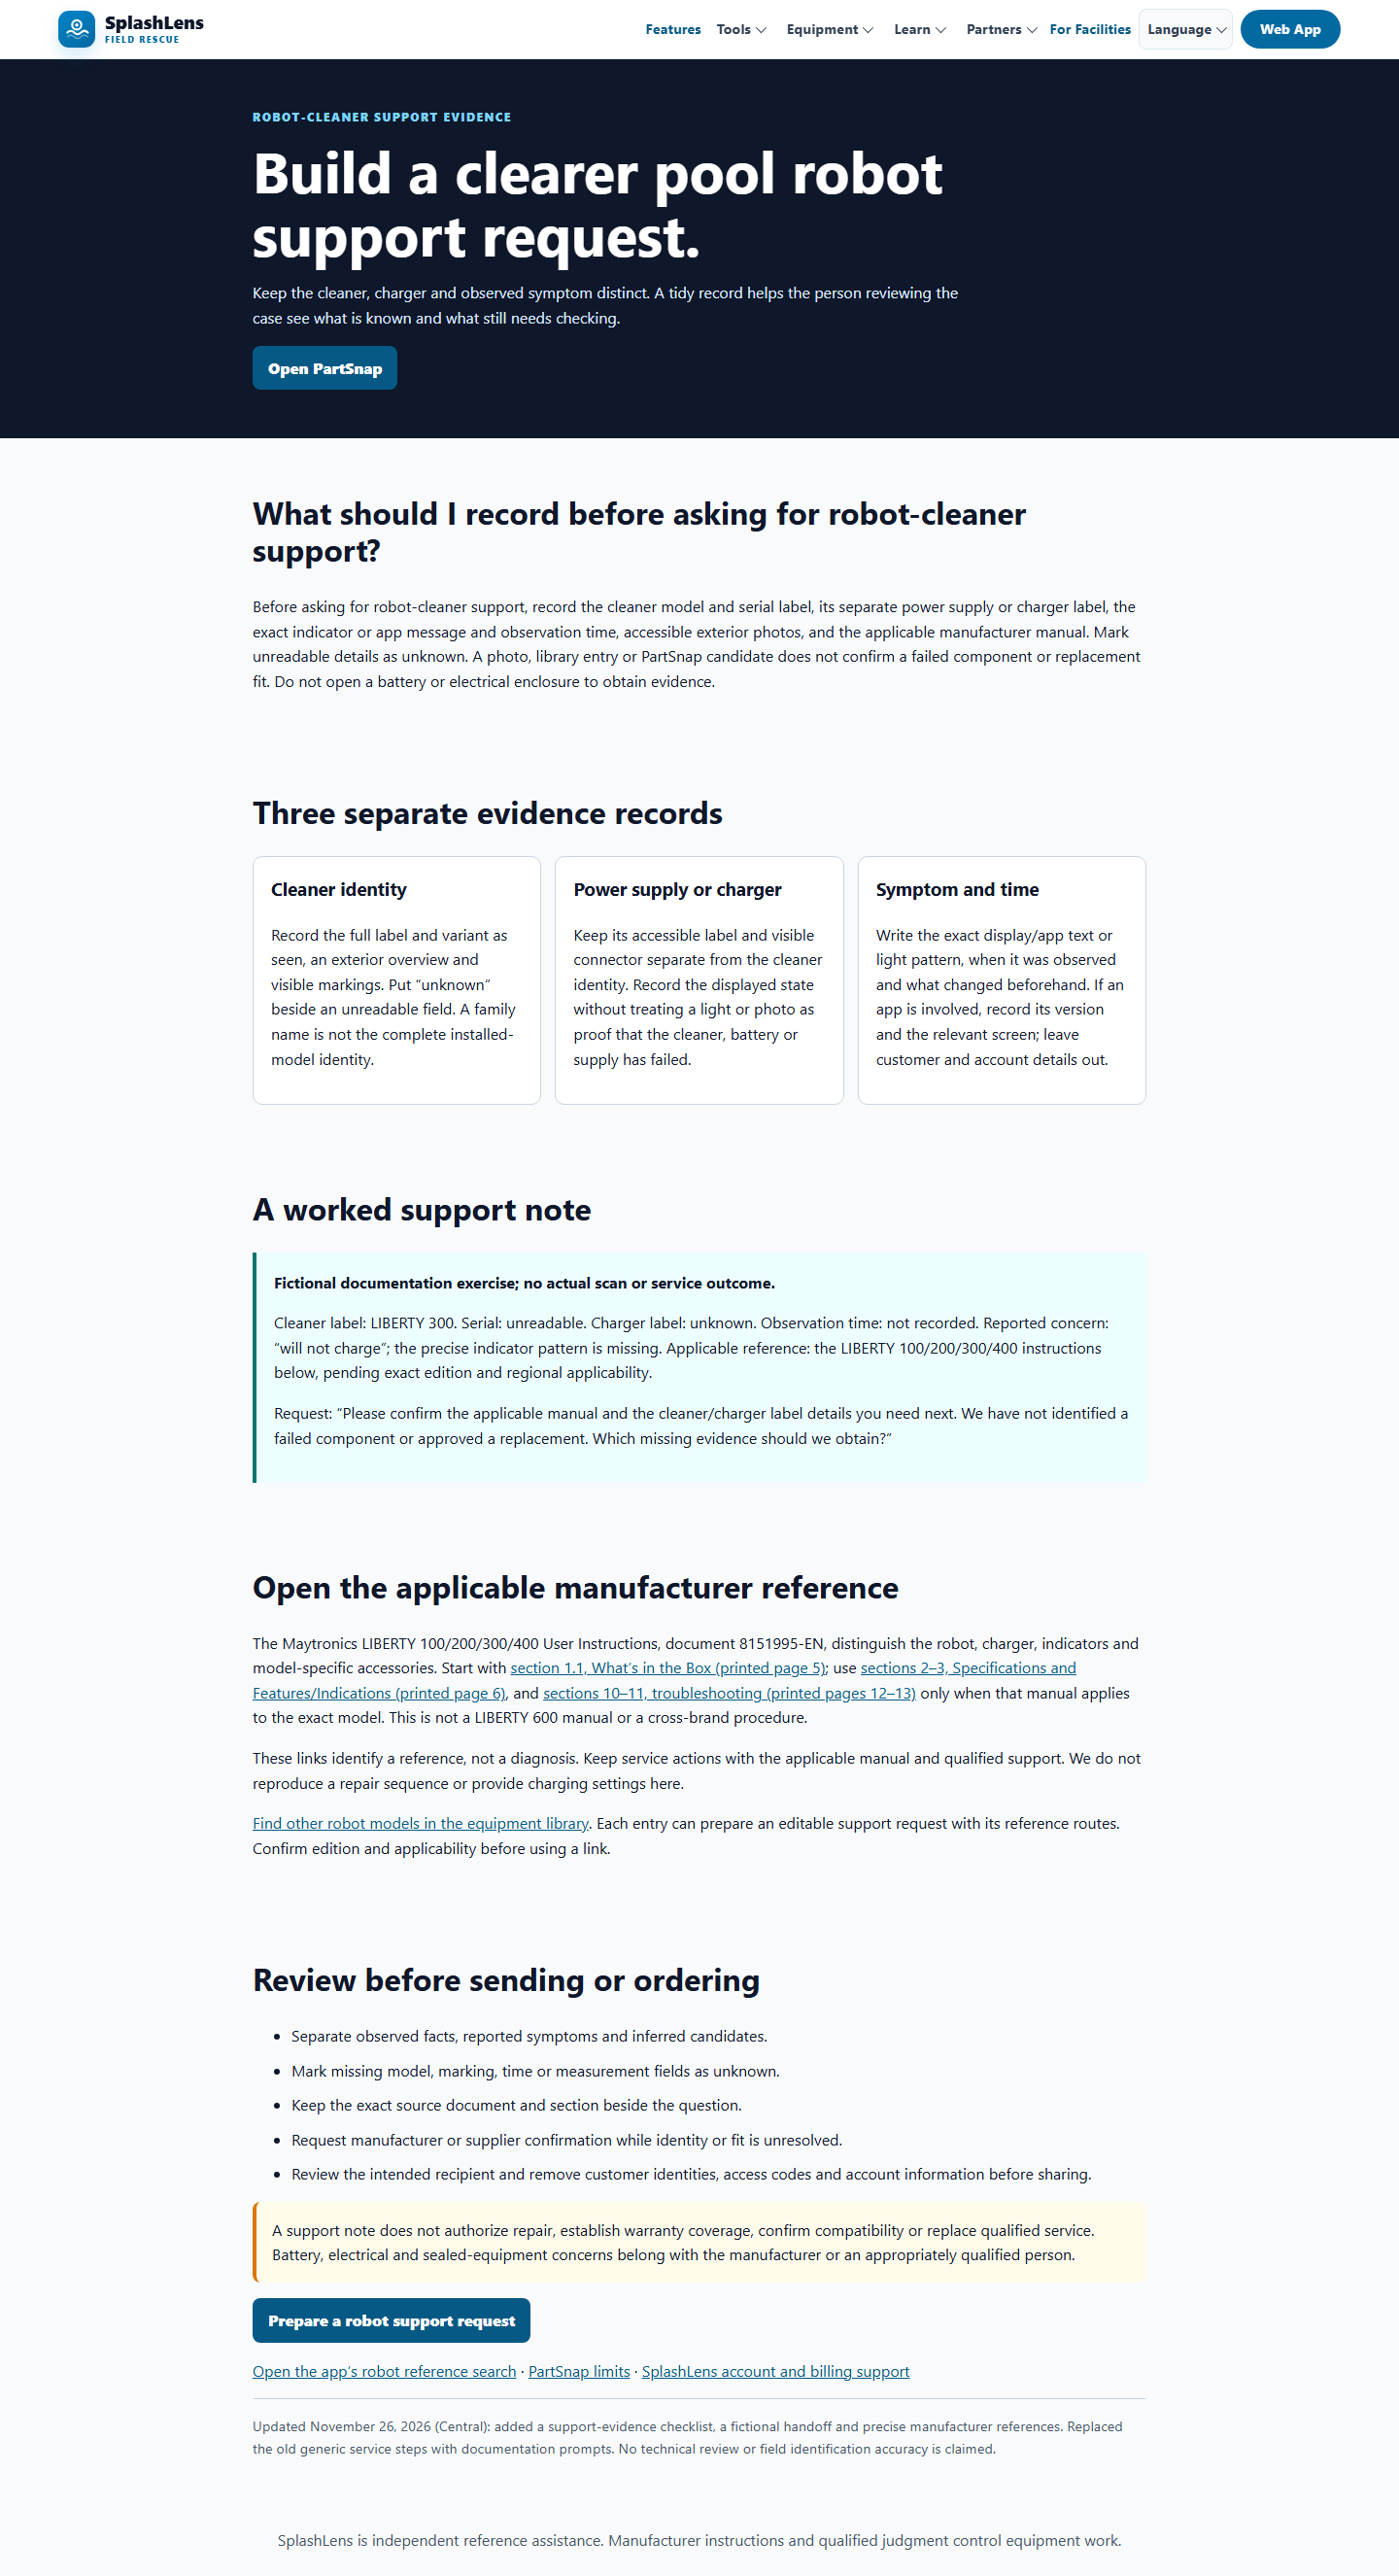 SplashLens
FIELD RESCUE
Features
Tools
Equipment
Learn
Partners
For Facilities
Language
Web App
ROBOT-CLEANER SUPPORT EVIDENCE
Build a clearer pool robot
support request.
Keep the cleaner, charger and observed symptom distinct. A tidy record helps the person reviewing the
case see what is known and what still needs checking.
Open PartSnap
What should I record before asking for robot-cleaner
support?
Before asking for robot-cleaner support, record the cleaner model and serial label, its separate power supply or charger label, the
exact indicator or app message and observation time, accessible exterior photos, and the applicable manufacturer manual. Mark
unreadable details as unknown. A photo, library entry or PartSnap candidate does not confirm a failed component or replacement
fit. Do not open a battery or electrical enclosure to obtain evidence.
Three separate evidence records
Cleaner identity
Record the full label and variant as
seen, an exterior overview and
visible markings. Put “unknown”
beside an unreadable field. A family
name is not the complete installed-
model identity.
Power supply or charger
Keep its accessible label and visible
connector separate from the cleaner
identity. Record the displayed state
without treating a light or photo as
proof that the cleaner, battery or
supply has failed.
Symptom and time
Write the exact display/app text or
light pattern, when it was observed
and what changed beforehand. If an
app is involved, record its version
and the relevant screen; leave
customer and account details out.
A worked support note
Fictional documentation exercise; no actual scan or service outcome.
Cleaner label: LIBERTY 300. Serial: unreadable. Charger label: unknown. Observation time: not recorded. Reported concern:
“will not charge”; the precise indicator pattern is missing. Applicable reference: the LIBERTY 100/200/300/400 instructions
below, pending exact edition and regional applicability.
Request: “Please confirm the applicable manual and the cleaner/charger label details you need next. We have not identified a
failed component or approved a replacement. Which missing evidence should we obtain?”
Open the applicable manufacturer reference
The Maytronics LIBERTY 100/200/300/400 User Instructions, document 8151995-EN, distinguish the robot, charger, indicators and
model-specific accessories. Start with section 1.1, What’s in the Box (printed page 5); use sections 2–3, Specifications and
Features/Indications (printed page 6), and sections 10–11, troubleshooting (printed pages 12–13) only when that manual applies
to the exact model. This is not a LIBERTY 600 manual or a cross-brand procedure.
These links identify a reference, not a diagnosis. Keep service actions with the applicable manual and qualified support. We do not
reproduce a repair sequence or provide charging settings here.
Find other robot models in the equipment library. Each entry can prepare an editable support request with its reference routes.
Confirm edition and applicability before using a link.
Review before sending or ordering
• Separate observed facts, reported symptoms and inferred candidates.
• Mark missing model, marking, time or measurement fields as unknown.
• Keep the exact source document and section beside the question.
• Request manufacturer or supplier confirmation while identity or fit is unresolved.
• Review the intended recipient and remove customer identities, access codes and account information before sharing.
A support note does not authorize repair, establish warranty coverage, confirm compatibility or replace qualified service.
Battery, electrical and sealed-equipment concerns belong with the manufacturer or an appropriately qualified person.
Prepare a robot support request
Open the app’s robot reference search · PartSnap limits · SplashLens account and billing support
Updated November 26, 2026 (Central): added a support-evidence checklist, a fictional handoff and precise manufacturer references. Replaced
the old generic service steps with documentation prompts. No technical review or field identification accuracy is claimed.
SplashLens is independent reference assistance. Manufacturer instructions and qualified judgment control equipment work.